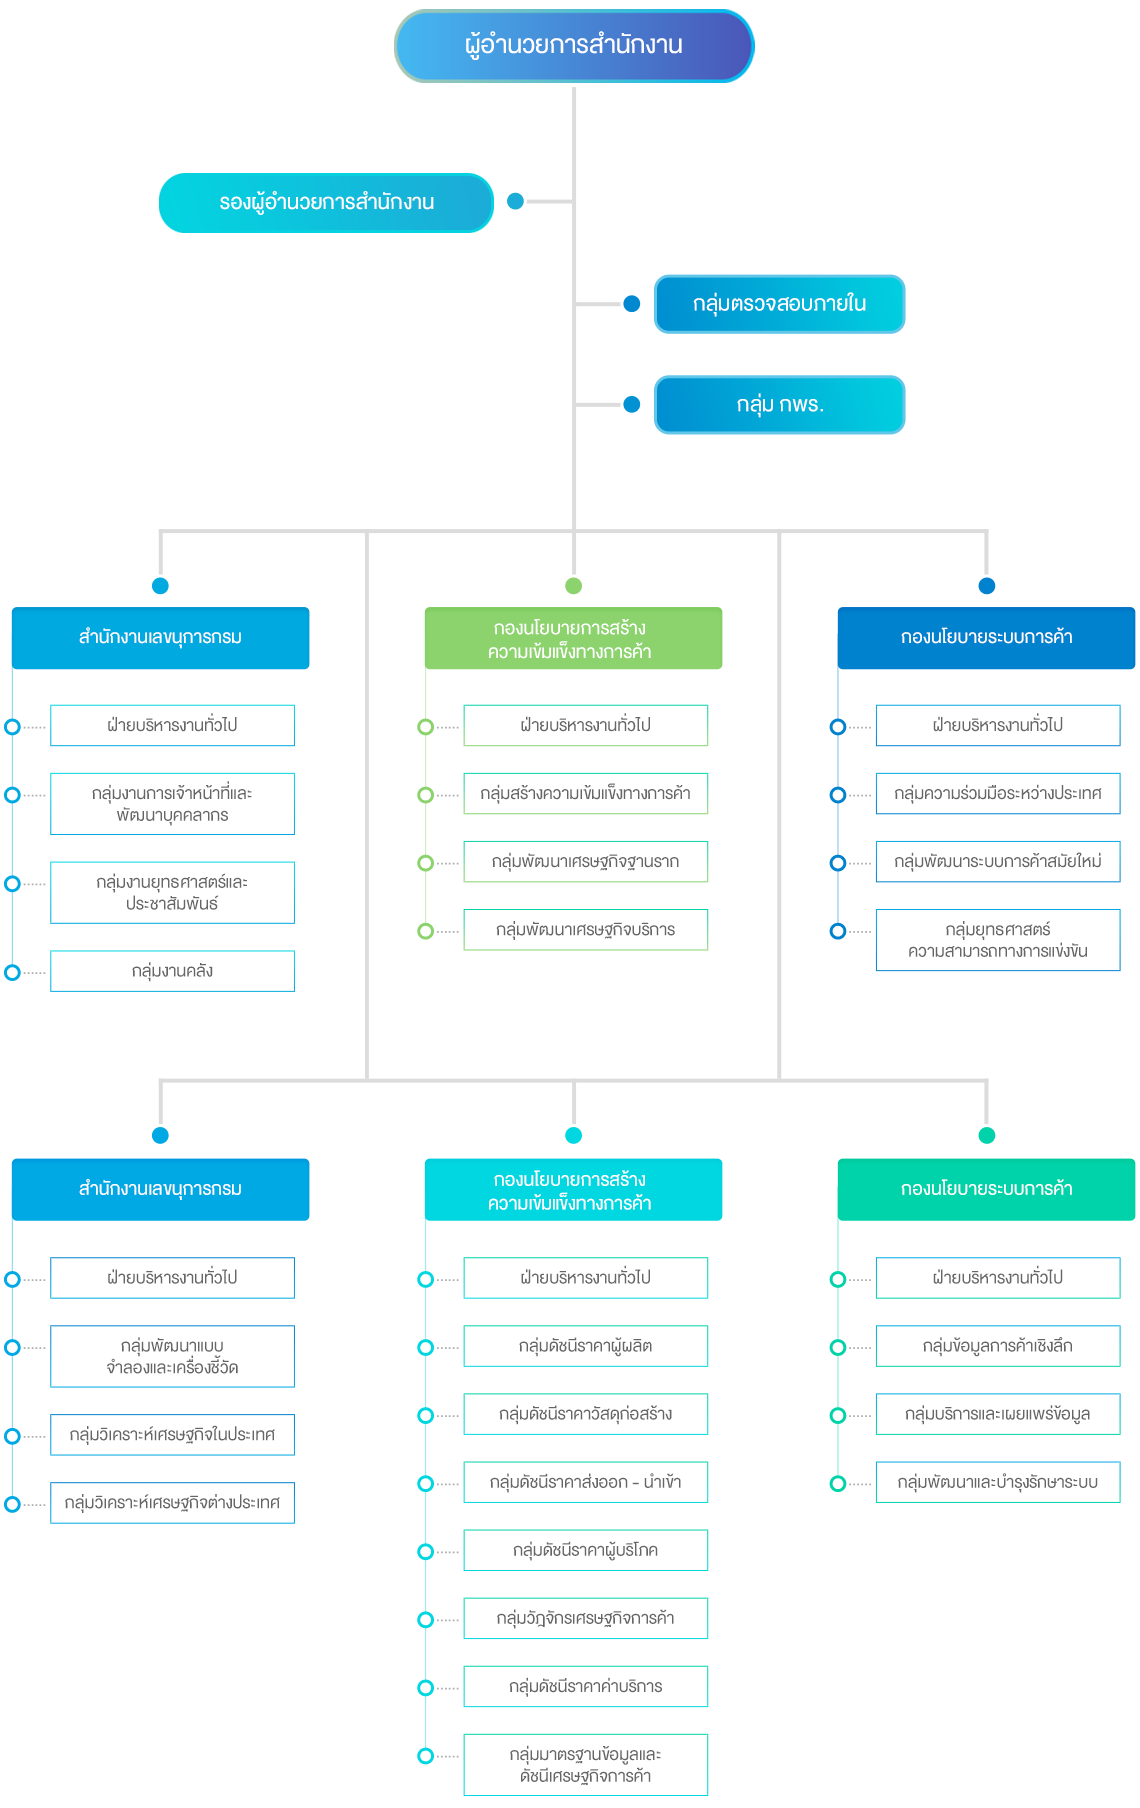 ผู้อำนวยการสำนักงาน
รองผู้อำนวยการสำนักงาน
กลุ่มตรวจสอบภายใน
กลุ่ม กพร.
สำนักงานเลขนุการกรม
ฝ่ายบริหารงานทั่วไป
กลุ่มงานการเจ้าหน้าที่และ
พัฒนาบุคคลากร
กลุ่มงานยุทธศาสตร์และ
ประชาสัมพันธ์
กลุ่มงานคลัง
กองนโยบายการสร้าง
ความเข้มแข็งทางการค้า
ฝ่ายบริหารงานทั่วไป
กลุ่มสร้างความเข้มแข็งทางการค้า
กลุ่มพัฒนาเศรษฐกิจฐานราก
กลุ่มพัฒนาเศรษฐกิจบริการ
กองนโยบายระบบการค้า
ฝ่ายบริหารงานทั่วไป
กลุ่มความร่วมมือระหว่างประเทศ
กลุ่มพัฒนาระบบการค้าสมัยใหม่
กลุ่มยุทธศาสตร์
ความสามารถทางการแข่งขัน
สำนักงานเลขนุการกรม
ฝ่ายบริหารงานทั่วไป
กลุ่มพัฒนาแบบ
จำลองและเครื่องชี้วัด
กลุ่มวิเคราะห์เศรษฐกิจในประเทศ
กลุ่มวิเคราะห์เศรษฐกิจต่างประเทศ
กองนโยบายการสร้าง
ความเข้มแข็งทางการค้า
ฝ่ายบริหารงานทั่วไป
กลุ่มดัชนีราคาผู้ผลิต
กลุ่มดัชนีราคาวัสดุก่อสร้าง
กลุ่มดัชนีราคาส่งออก - นำเข้า
กลุ่มดัชนีราคาผู้บริโภค
กลุ่มวัฎจักรเศรษฐกิจการค้า
กลุ่มดัชนีราคาค่าบริการ
กลุ่มมาตรฐานข้อมูลและ
ดัชนีเศรษฐกิจการค้า
กองนโยบายระบบการค้า
ฝ่ายบริหารงานทั่วไป
กลุ่มข้อมูลการค้าเชิงลึก
กลุ่มบริการและเผยแพร่ข้อมูล
กลุ่มพัฒนาและบำรุงรักษาระบบ